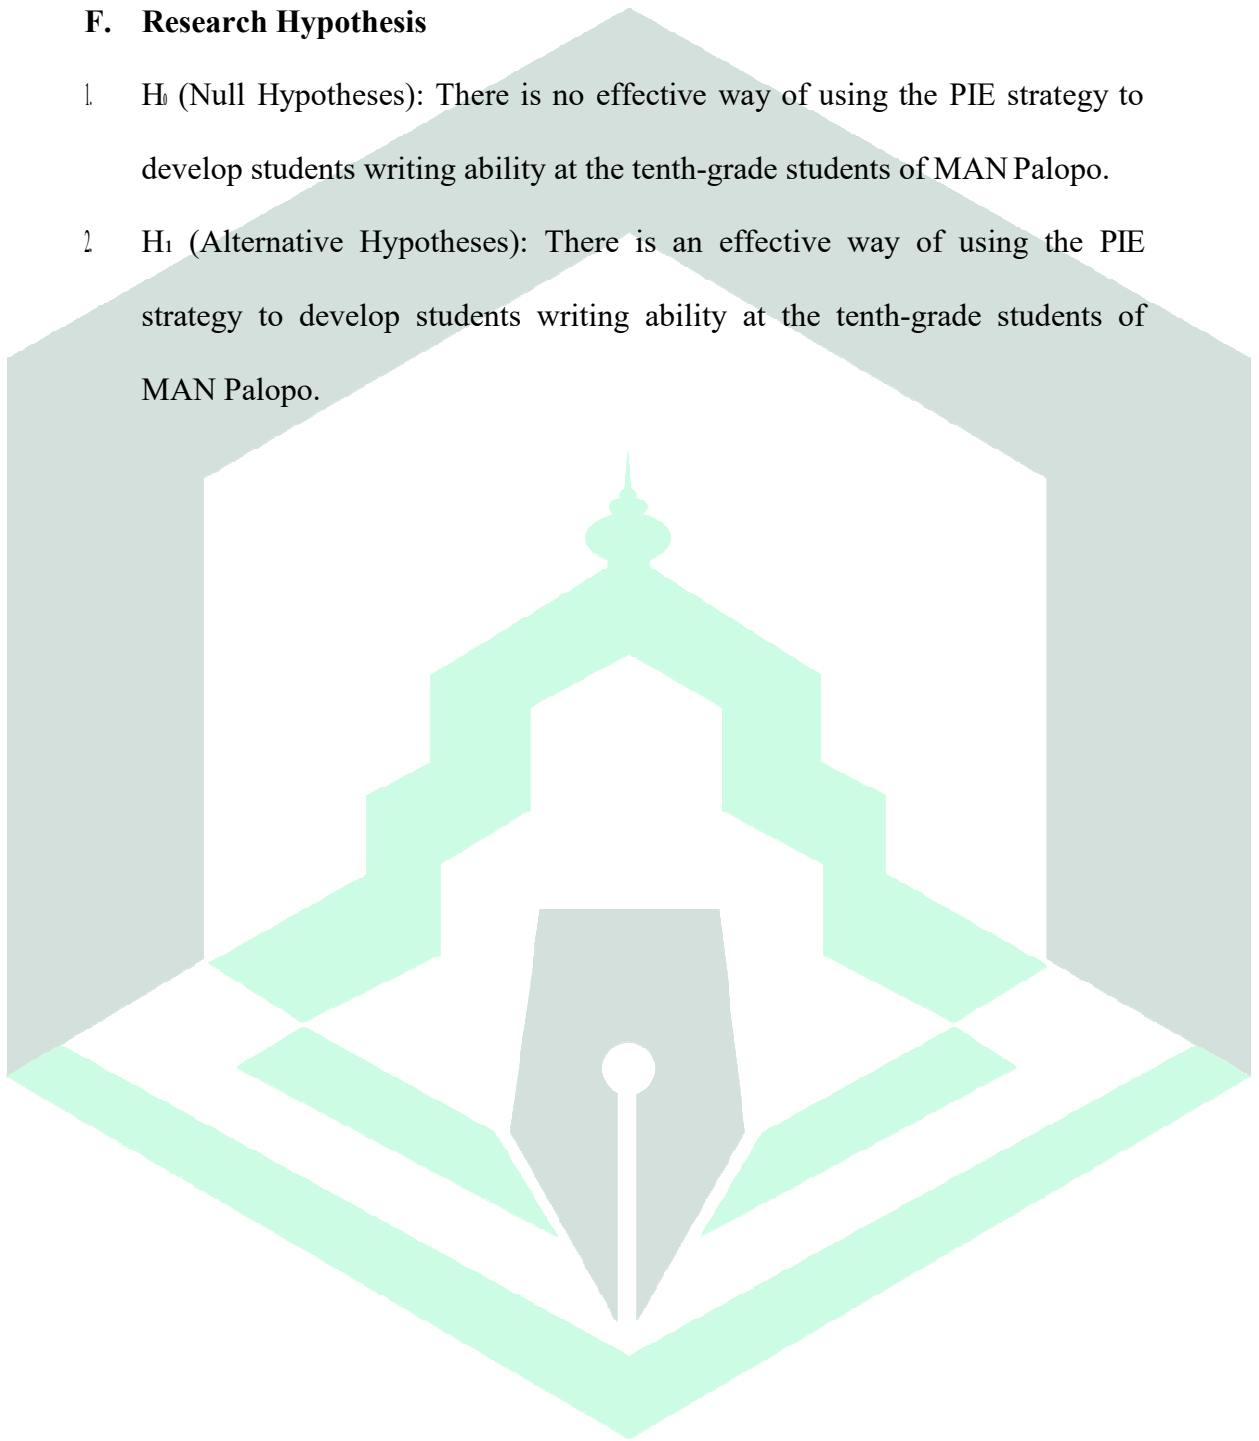 F. Research Hypothesis
1. H₀ (Null Hypotheses): There is no effective way of using the PIE strategy to
develop students writing ability at the tenth-grade students of MAN Palopo.
2. H₁ (Alternative Hypotheses): There is an effective way of using the PIE
strategy to develop students writing ability at the tenth-grade students of
MAN Palopo.